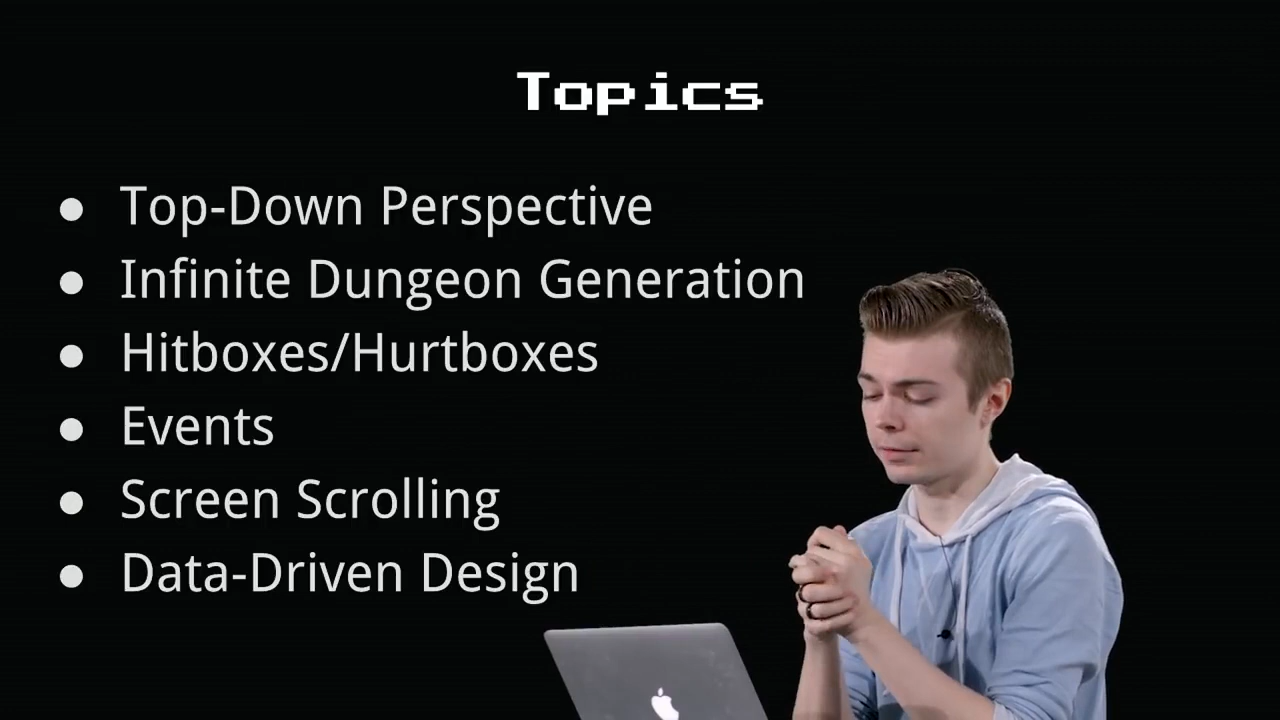 Topics
● Top-Down Perspective
● Infinite Dungeon Generation
● Hitboxes/Hurtboxes
● Events
● Screen Scrolling
● Data-Driven Design